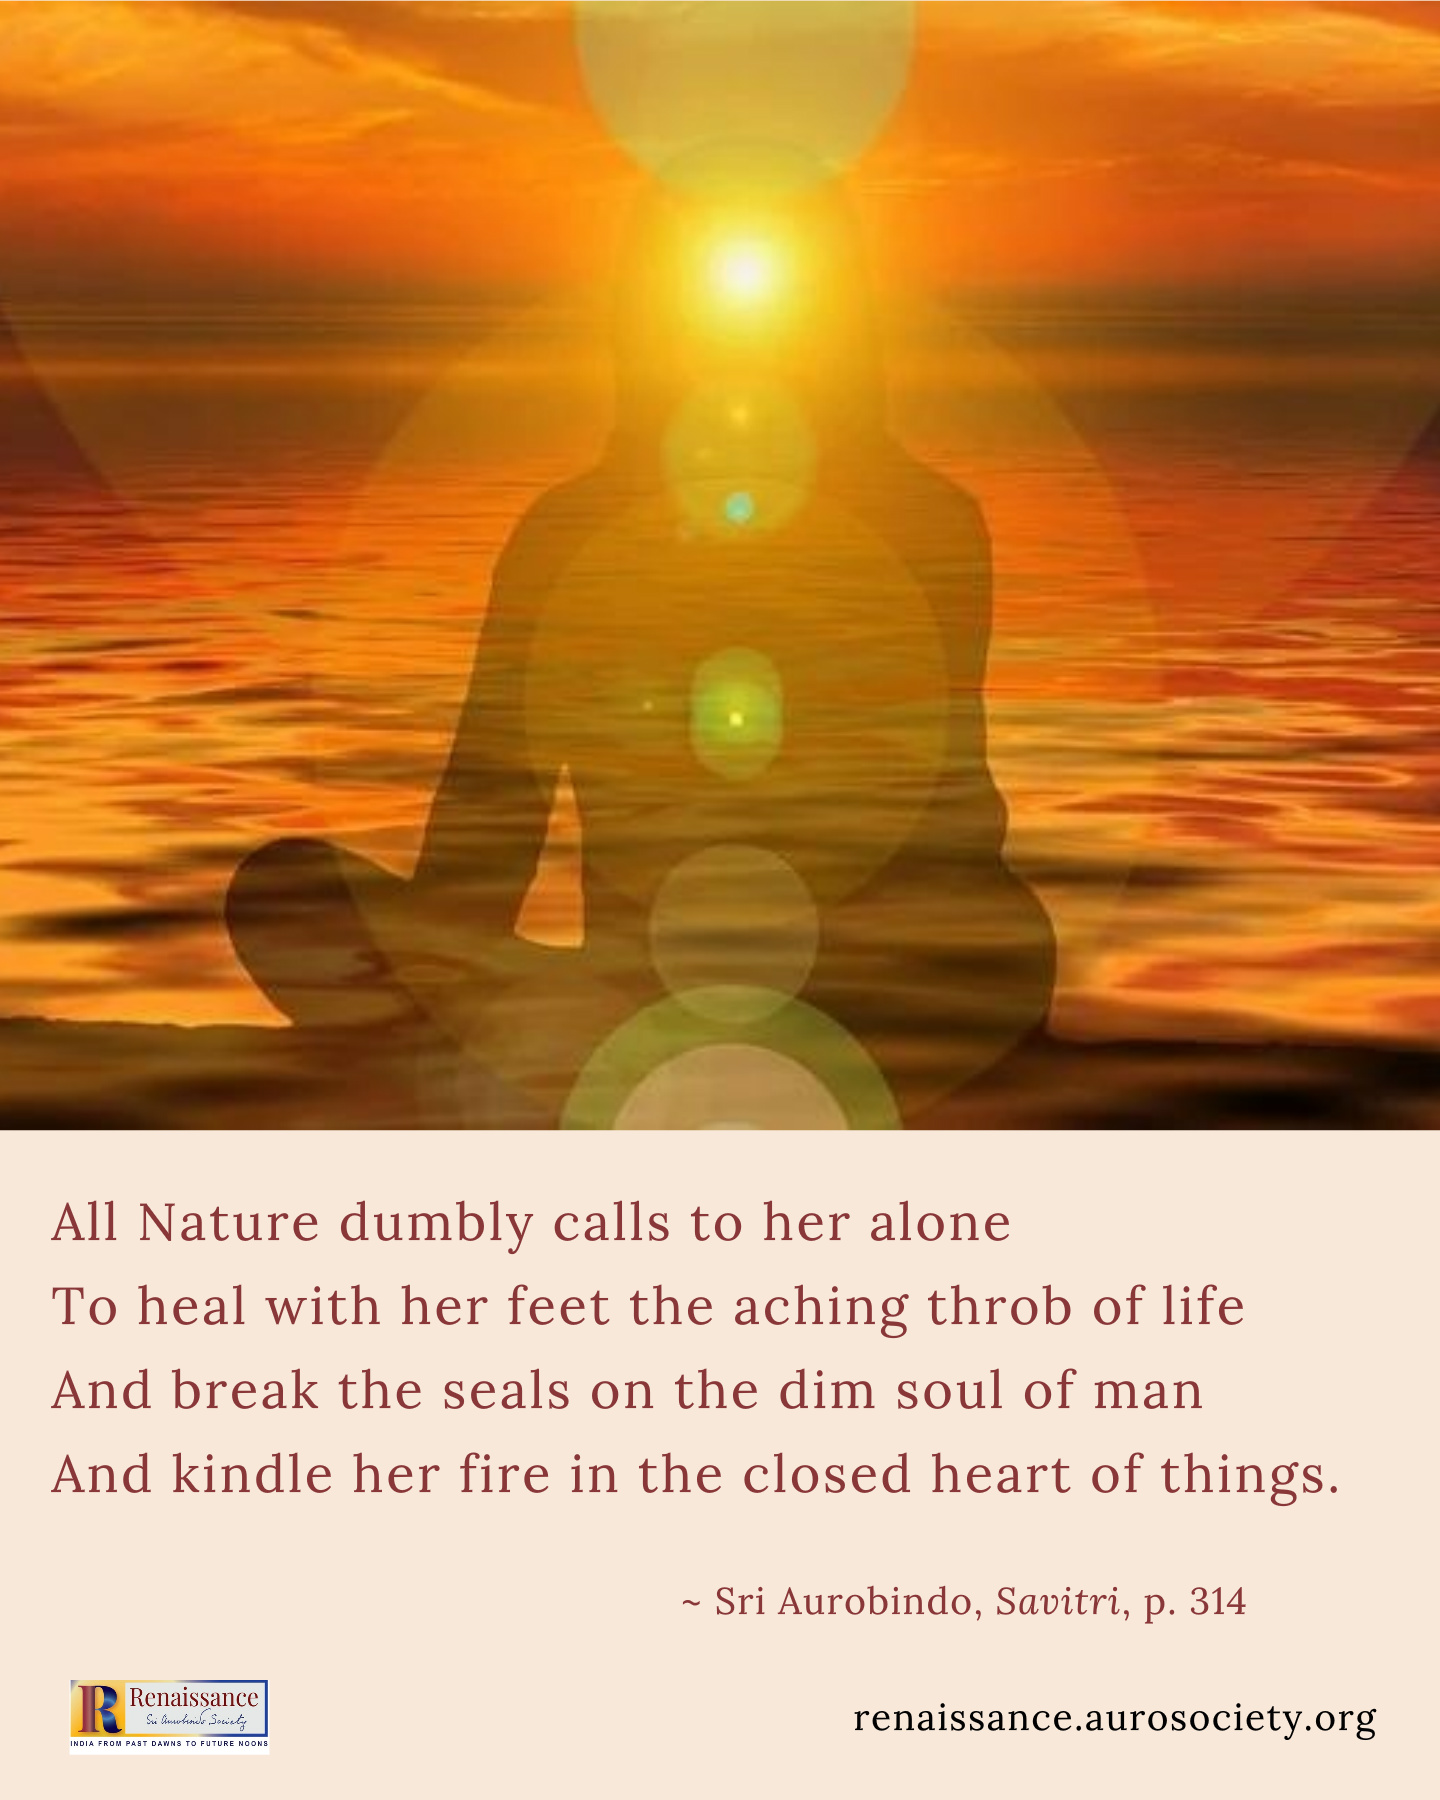 All Nature dumbly calls to her alone
To heal with her feet the aching throb of life
And break the seals on the dim soul of man
And kindle her fire in the closed heart of things.
~ Sri Aurobindo, Savitri, p. 314
R
Renaissance
Sri Aurobindo Society
INDIA FROM PAST DAWNS TO FUTURE NOONS
renaissance.aurosociety.org